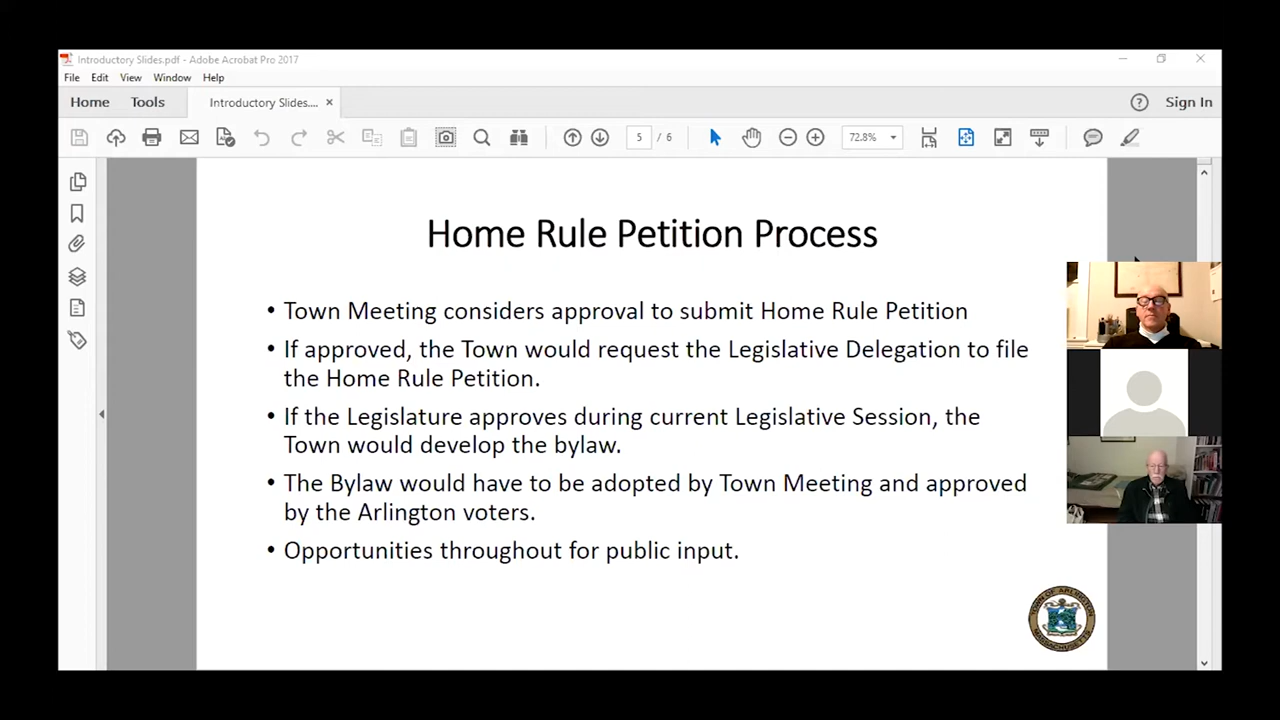 Introductory Slides.pdf - Adobe Acrobat Pro 2017
File Edit View Window Help
Home Tools Introductory Slides.... × Sign In
5 / 6 72.8%
Home Rule Petition Process
• Town Meeting considers approval to submit Home Rule Petition
• If approved, the Town would request the Legislative Delegation to file
the Home Rule Petition.
• If the Legislature approves during current Legislative Session, the
Town would develop the bylaw.
• The Bylaw would have to be adopted by Town Meeting and approved
by the Arlington voters.
• Opportunities throughout for public input.
TOWN OF ARLINGTON
MASSACHUSETTS